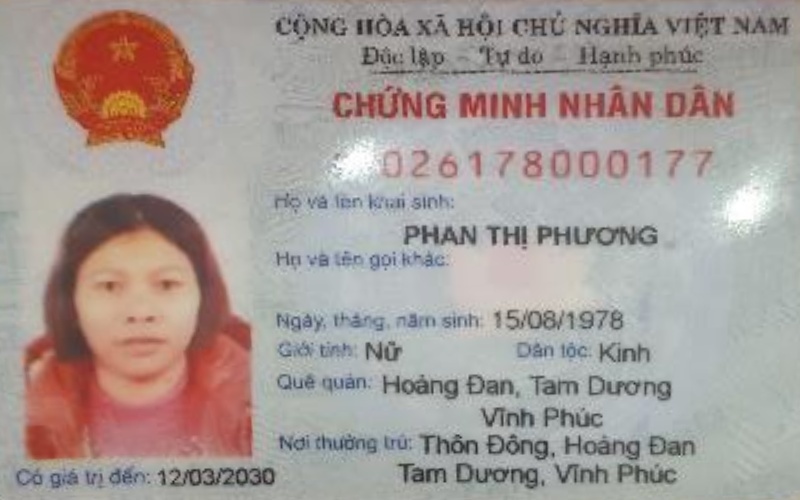 CỘNG HÒA XÃ HỘI CHỦ NGHĨA VIỆT NAM
Độc lập - Tự do - Hạnh phúc
CHỨNG MINH NHÂN DÂN
026178000177
Họ và tên khai sinh:
PHAN THỊ PHƯƠNG
Họ và tên gọi khác:
Ngày, tháng, năm sinh: 15/08/1978
Giới tính: Nữ Dân tộc: Kinh
Quê quán: Hoàng Đan, Tam Dương
Vĩnh Phúc
Nơi thường trú: Thôn Đông, Hoàng Đan
Tam Dương, Vĩnh Phúc
Có giá trị đến: 12/03/2030